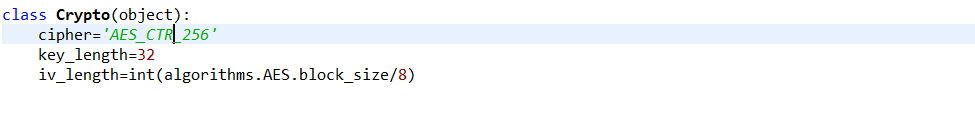 class Crypto(object):
    cipher='AES_CTR_256'
    key_length=32
    iv_length=int(algorithms.AES.block_size/8)